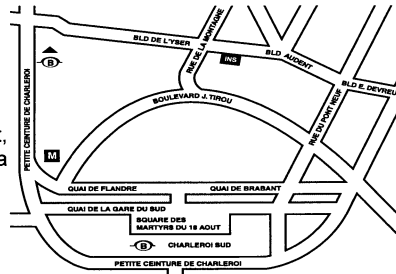 BLD DE L'YSER
RUE DE LA MONTAGNE
INS
BLD AUDENT
BLD E. DEVREU
B
PETITE CEINTURE DE CHARLEROI
BOULEVARD J. TIROU
RUE DU PONT NEUF
t,
a
M
QUAI DE FLANDRE
QUAI DE BRABANT
QUAI DE LA GARE DU SUD
SQUARE DES
MARTYRS DU 18 AOUT
B
CHARLEROI SUD
PETITE CEINTURE DE CHARLEROI